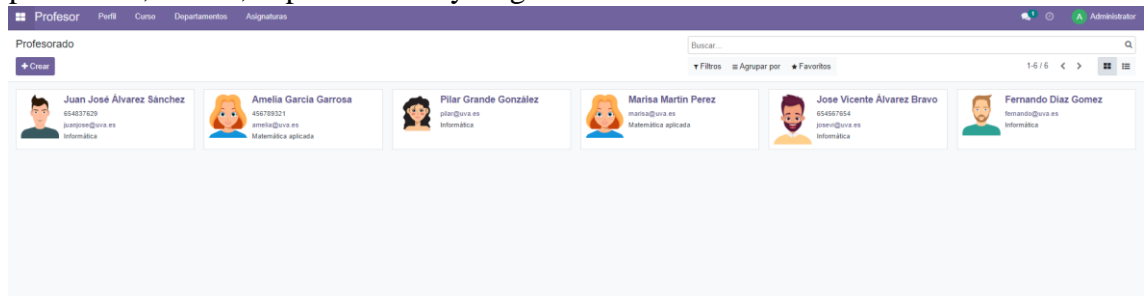 Profesor Perfil Curso Departamentos Asignaturas 1 A Administrator
Profesorado
Buscar...
+ Crear
Filtros Agrupar por Favoritos 1-6 / 6
Juan José Álvarez Sánchez
654837629
juanjose@uva.es
Informática
Amelia García Garrosa
456789321
amelia@uva.es
Matemática aplicada
Pilar Grande González
pilar@uva.es
Informática
Marisa Martin Perez
marisa@uva.es
Matemática aplicada
Jose Vicente Álvarez Bravo
654567654
josevi@uva.es
Informática
Fernando Díaz Gomez
fernando@uva.es
Informática